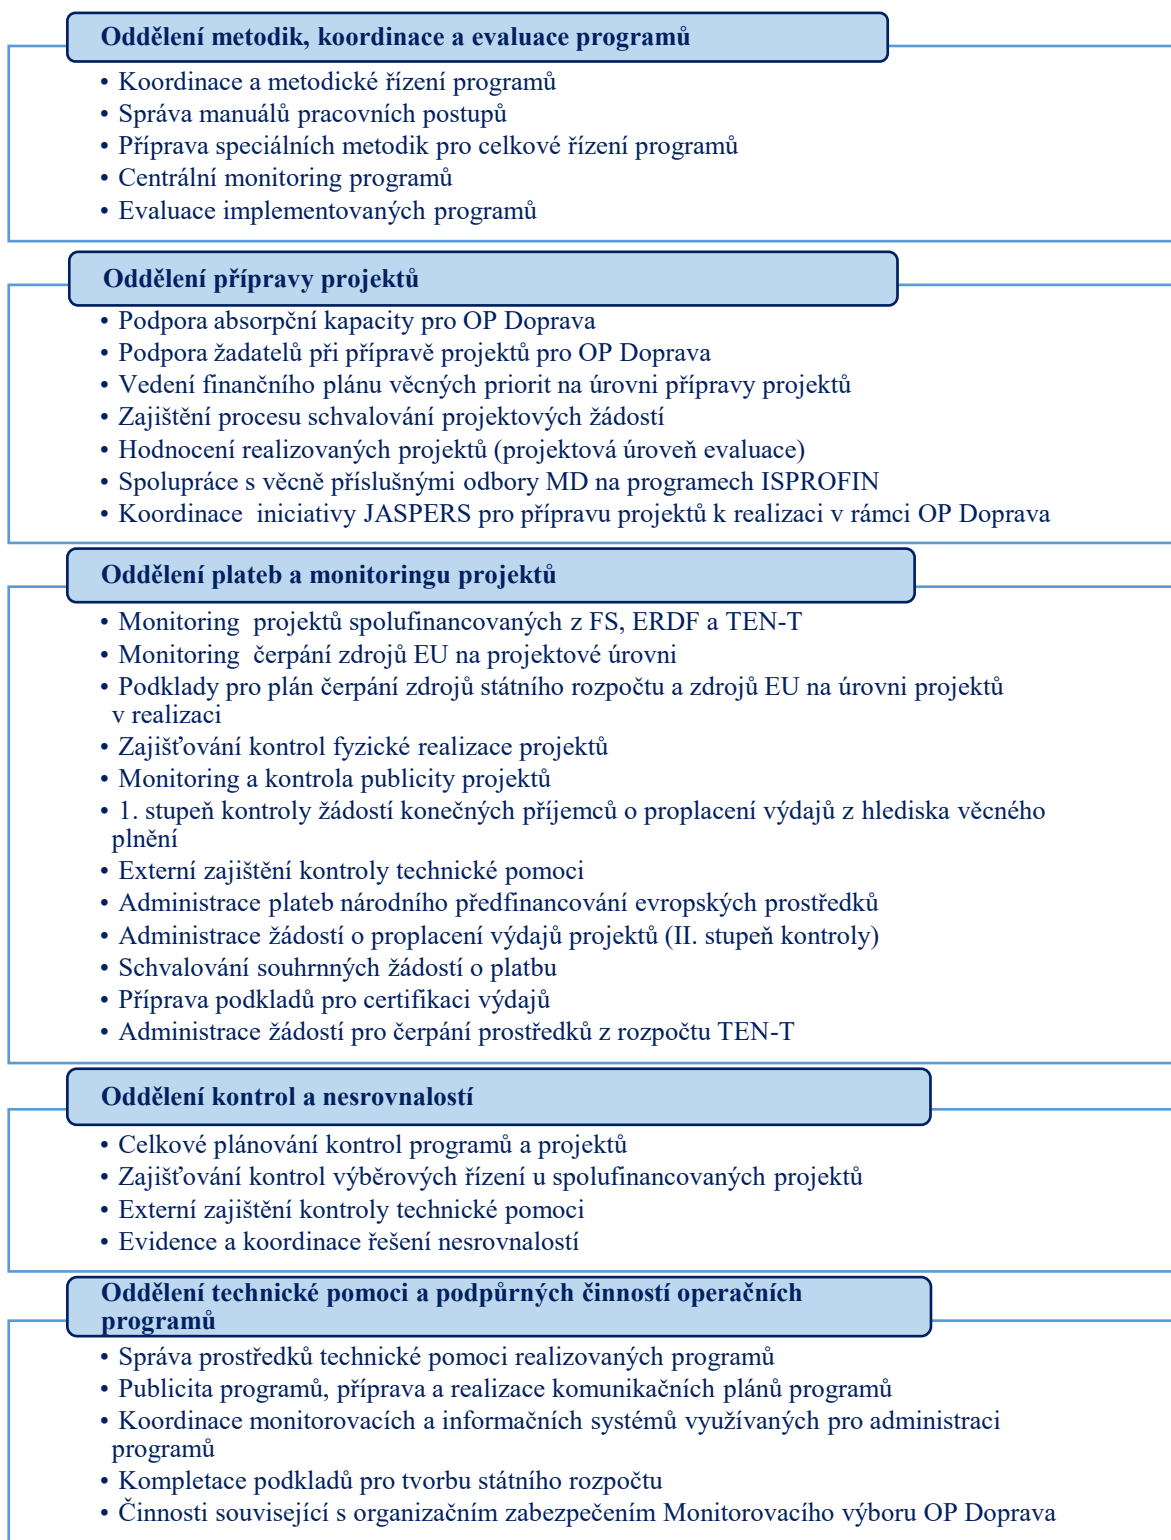 Oddělení metodik, koordinace a evaluace programů
• Koordinace a metodické řízení programů
• Správa manuálů pracovních postupů
• Příprava speciálních metodik pro celkové řízení programů
• Centrální monitoring programů
• Evaluace implementovaných programů
Oddělení přípravy projektů
• Podpora absorpční kapacity pro OP Doprava
• Podpora žadatelů při přípravě projektů pro OP Doprava
• Vedení finančního plánu věcných priorit na úrovni přípravy projektů
• Zajištění procesu schvalování projektových žádostí
• Hodnocení realizovaných projektů (projektová úroveň evaluace)
• Spolupráce s věcně příslušnými odbory MD na programech ISPROFIN
• Koordinace iniciativy JASPERS pro přípravu projektů k realizaci v rámci OP Doprava
Oddělení plateb a monitoringu projektů
• Monitoring projektů spolufinancovaných z FS, ERDF a TEN-T
• Monitoring čerpání zdrojů EU na projektové úrovni
• Podklady pro plán čerpání zdrojů státního rozpočtu a zdrojů EU na úrovni projektů
v realizaci
• Zajišťování kontrol fyzické realizace projektů
• Monitoring a kontrola publicity projektů
• 1. stupeň kontroly žádostí konečných příjemců o proplacení výdajů z hlediska věcného
plnění
• Externí zajištění kontroly technické pomoci
• Administrace plateb národního předfinancování evropských prostředků
• Administrace žádostí o proplacení výdajů projektů (II. stupeň kontroly)
• Schvalování souhrnných žádostí o platbu
• Příprava podkladů pro certifikaci výdajů
• Administrace žádostí pro čerpání prostředků z rozpočtu TEN-T
Oddělení kontrol a nesrovnalostí
• Celkové plánování kontrol programů a projektů
• Zajišťování kontrol výběrových řízení u spolufinancovaných projektů
• Externí zajištění kontroly technické pomoci
• Evidence a koordinace řešení nesrovnalostí
Oddělení technické pomoci a podpůrných činností operačních
programů
• Správa prostředků technické pomoci realizovaných programů
• Publicita programů, příprava a realizace komunikačních plánů programů
• Koordinace monitorovacích a informačních systémů využívaných pro administraci
programů
• Kompletace podkladů pro tvorbu státního rozpočtu
• Činnosti související s organizačním zabezpečením Monitorovacího výboru OP Doprava